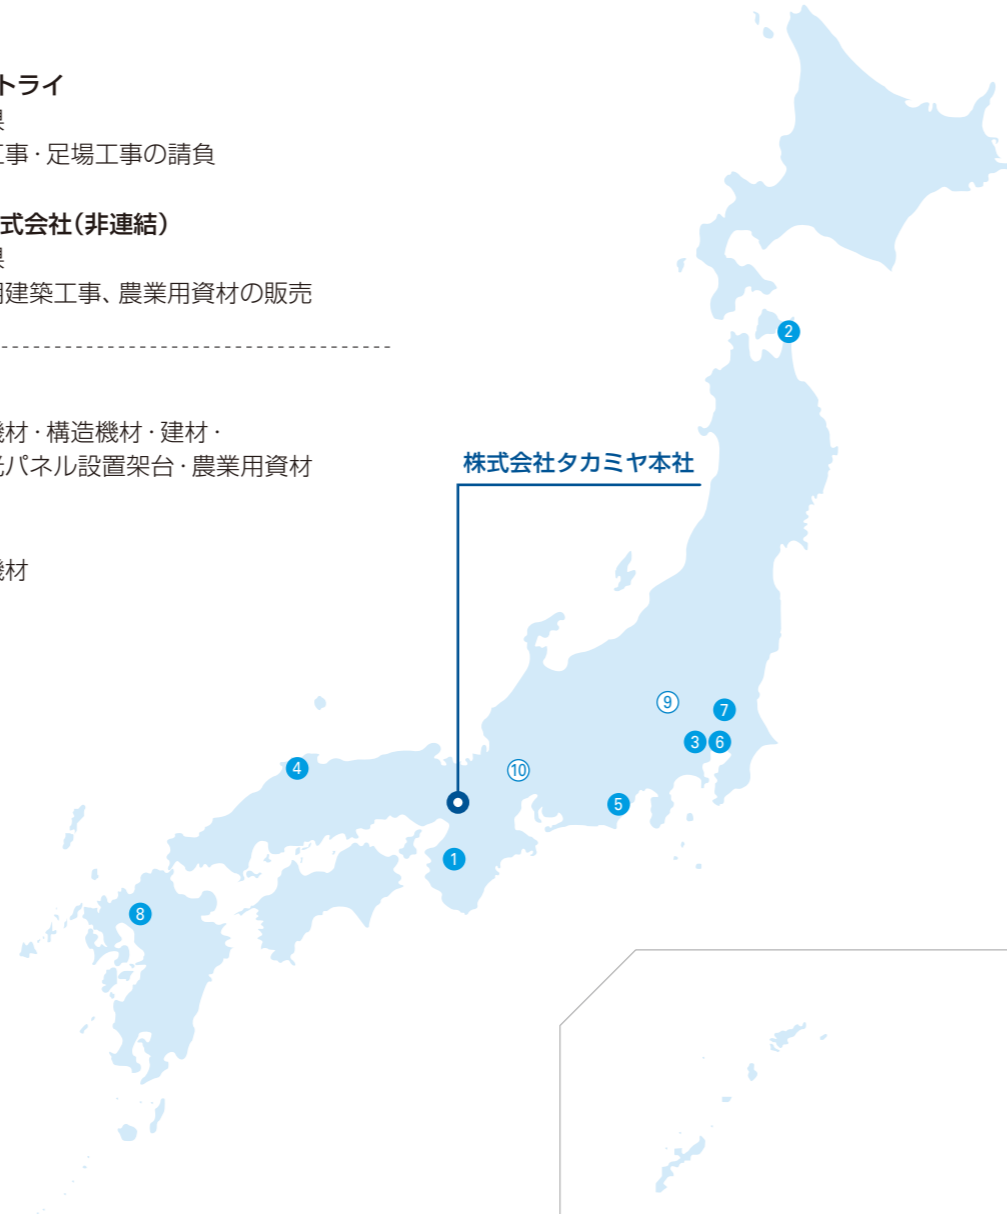 トライ
県
工事・足場工事の請負
式会社（非連結）
県
用建築工事、農業用資材の販売
機材・構造機材・建材・
光パネル設置架台・農業用資材
機材
株式会社タカミヤ本社
2
9
7
3
6
4
10
5
1
8